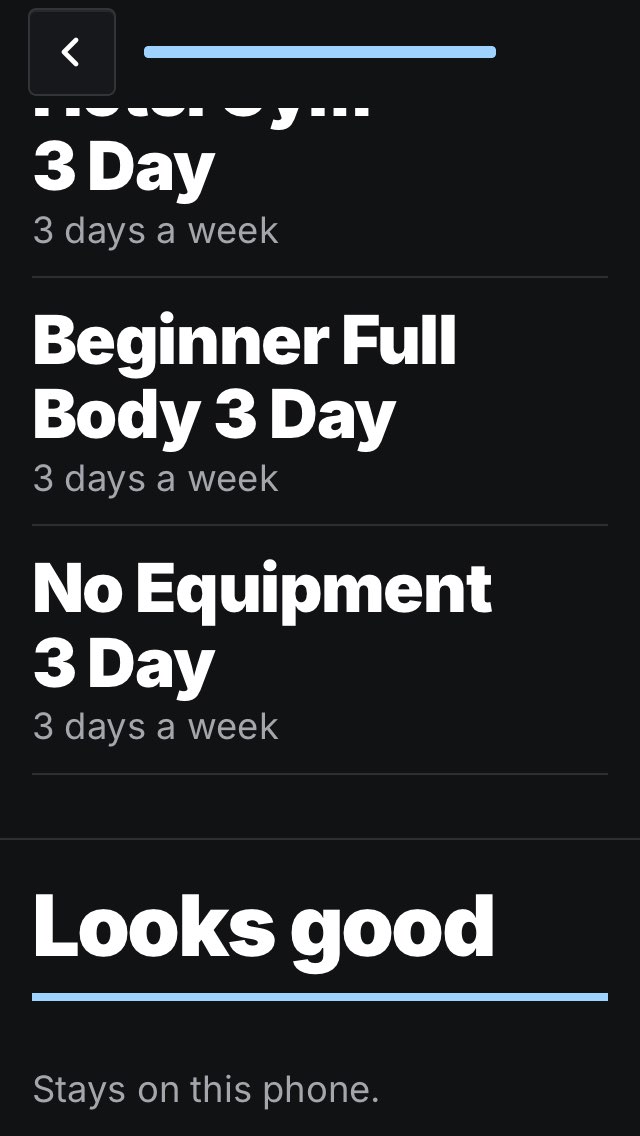 3 Day
3 days a week
Beginner Full
Body 3 Day
3 days a week
No Equipment
3 Day
3 days a week
Looks good
Stays on this phone.